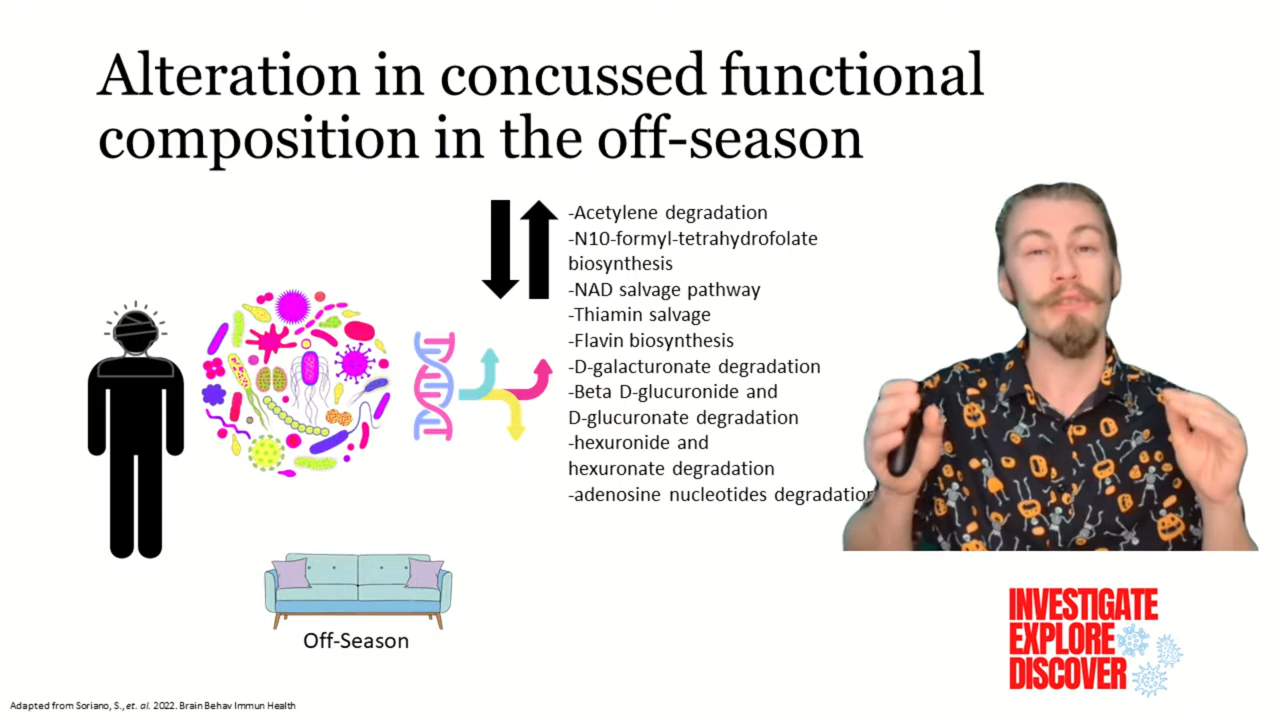 Alteration in concussed functional
composition in the off-season
-Acetylene degradation
-N10-formyl-tetrahydrofolate
biosynthesis
-NAD salvage pathway
-Thiamin salvage
-Flavin biosynthesis
-D-galacturonate degradation
-Beta D-glucuronide and
D-glucuronate degradation
-hexuronide and
hexuronate degradation
-adenosine nucleotides degradation
Off-Season
INVESTIGATE
EXPLORE
DISCOVER
Adapted from Soriano, S., et. al. 2022. Brain Behav Immun Health